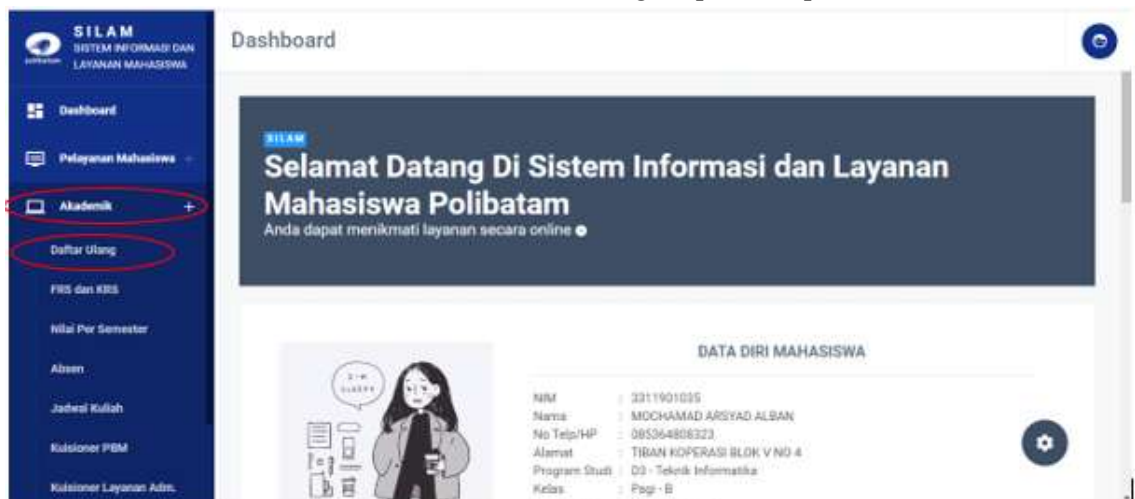 SILAM
SISTEM INFORMASI DAN
LAYANAN MAHASISWA
polibatam
Dashboard
Dashboard
Pelayanan Mahasiswa
Akademik +
Daftar Ulang
FRS dan KRS
Nilai Per Semester
Absen
Jadwal Kuliah
Kuisioner PBM
Kuisioner Layanan Adm.
SILAM
Selamat Datang Di Sistem Informasi dan Layanan
Mahasiswa Polibatam
Anda dapat menikmati layanan secara online
I'M
SLEEPY
DATA DIRI MAHASISWA
NIM : 3311901035
Nama : MOCHAMAD ARSYAD ALBAN
No Telp/HP : 085264808323
Alamat : TIBAN KOPERASI BLOK V NO 4
Program Studi : D3 - Teknik Informatika
Kelas : Pagi - B